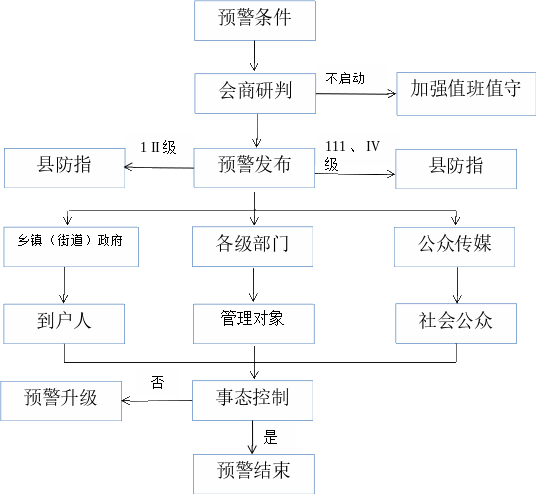 预警条件
会商研判
不启动
加强值班值守
1Ⅱ级
111、Ⅳ
级
县防指
预警发布
县防指
乡镇（街道）政府
各级部门
公众传媒
到户人
管理对象
社会公众
否
预警升级
事态控制
是
预警结束